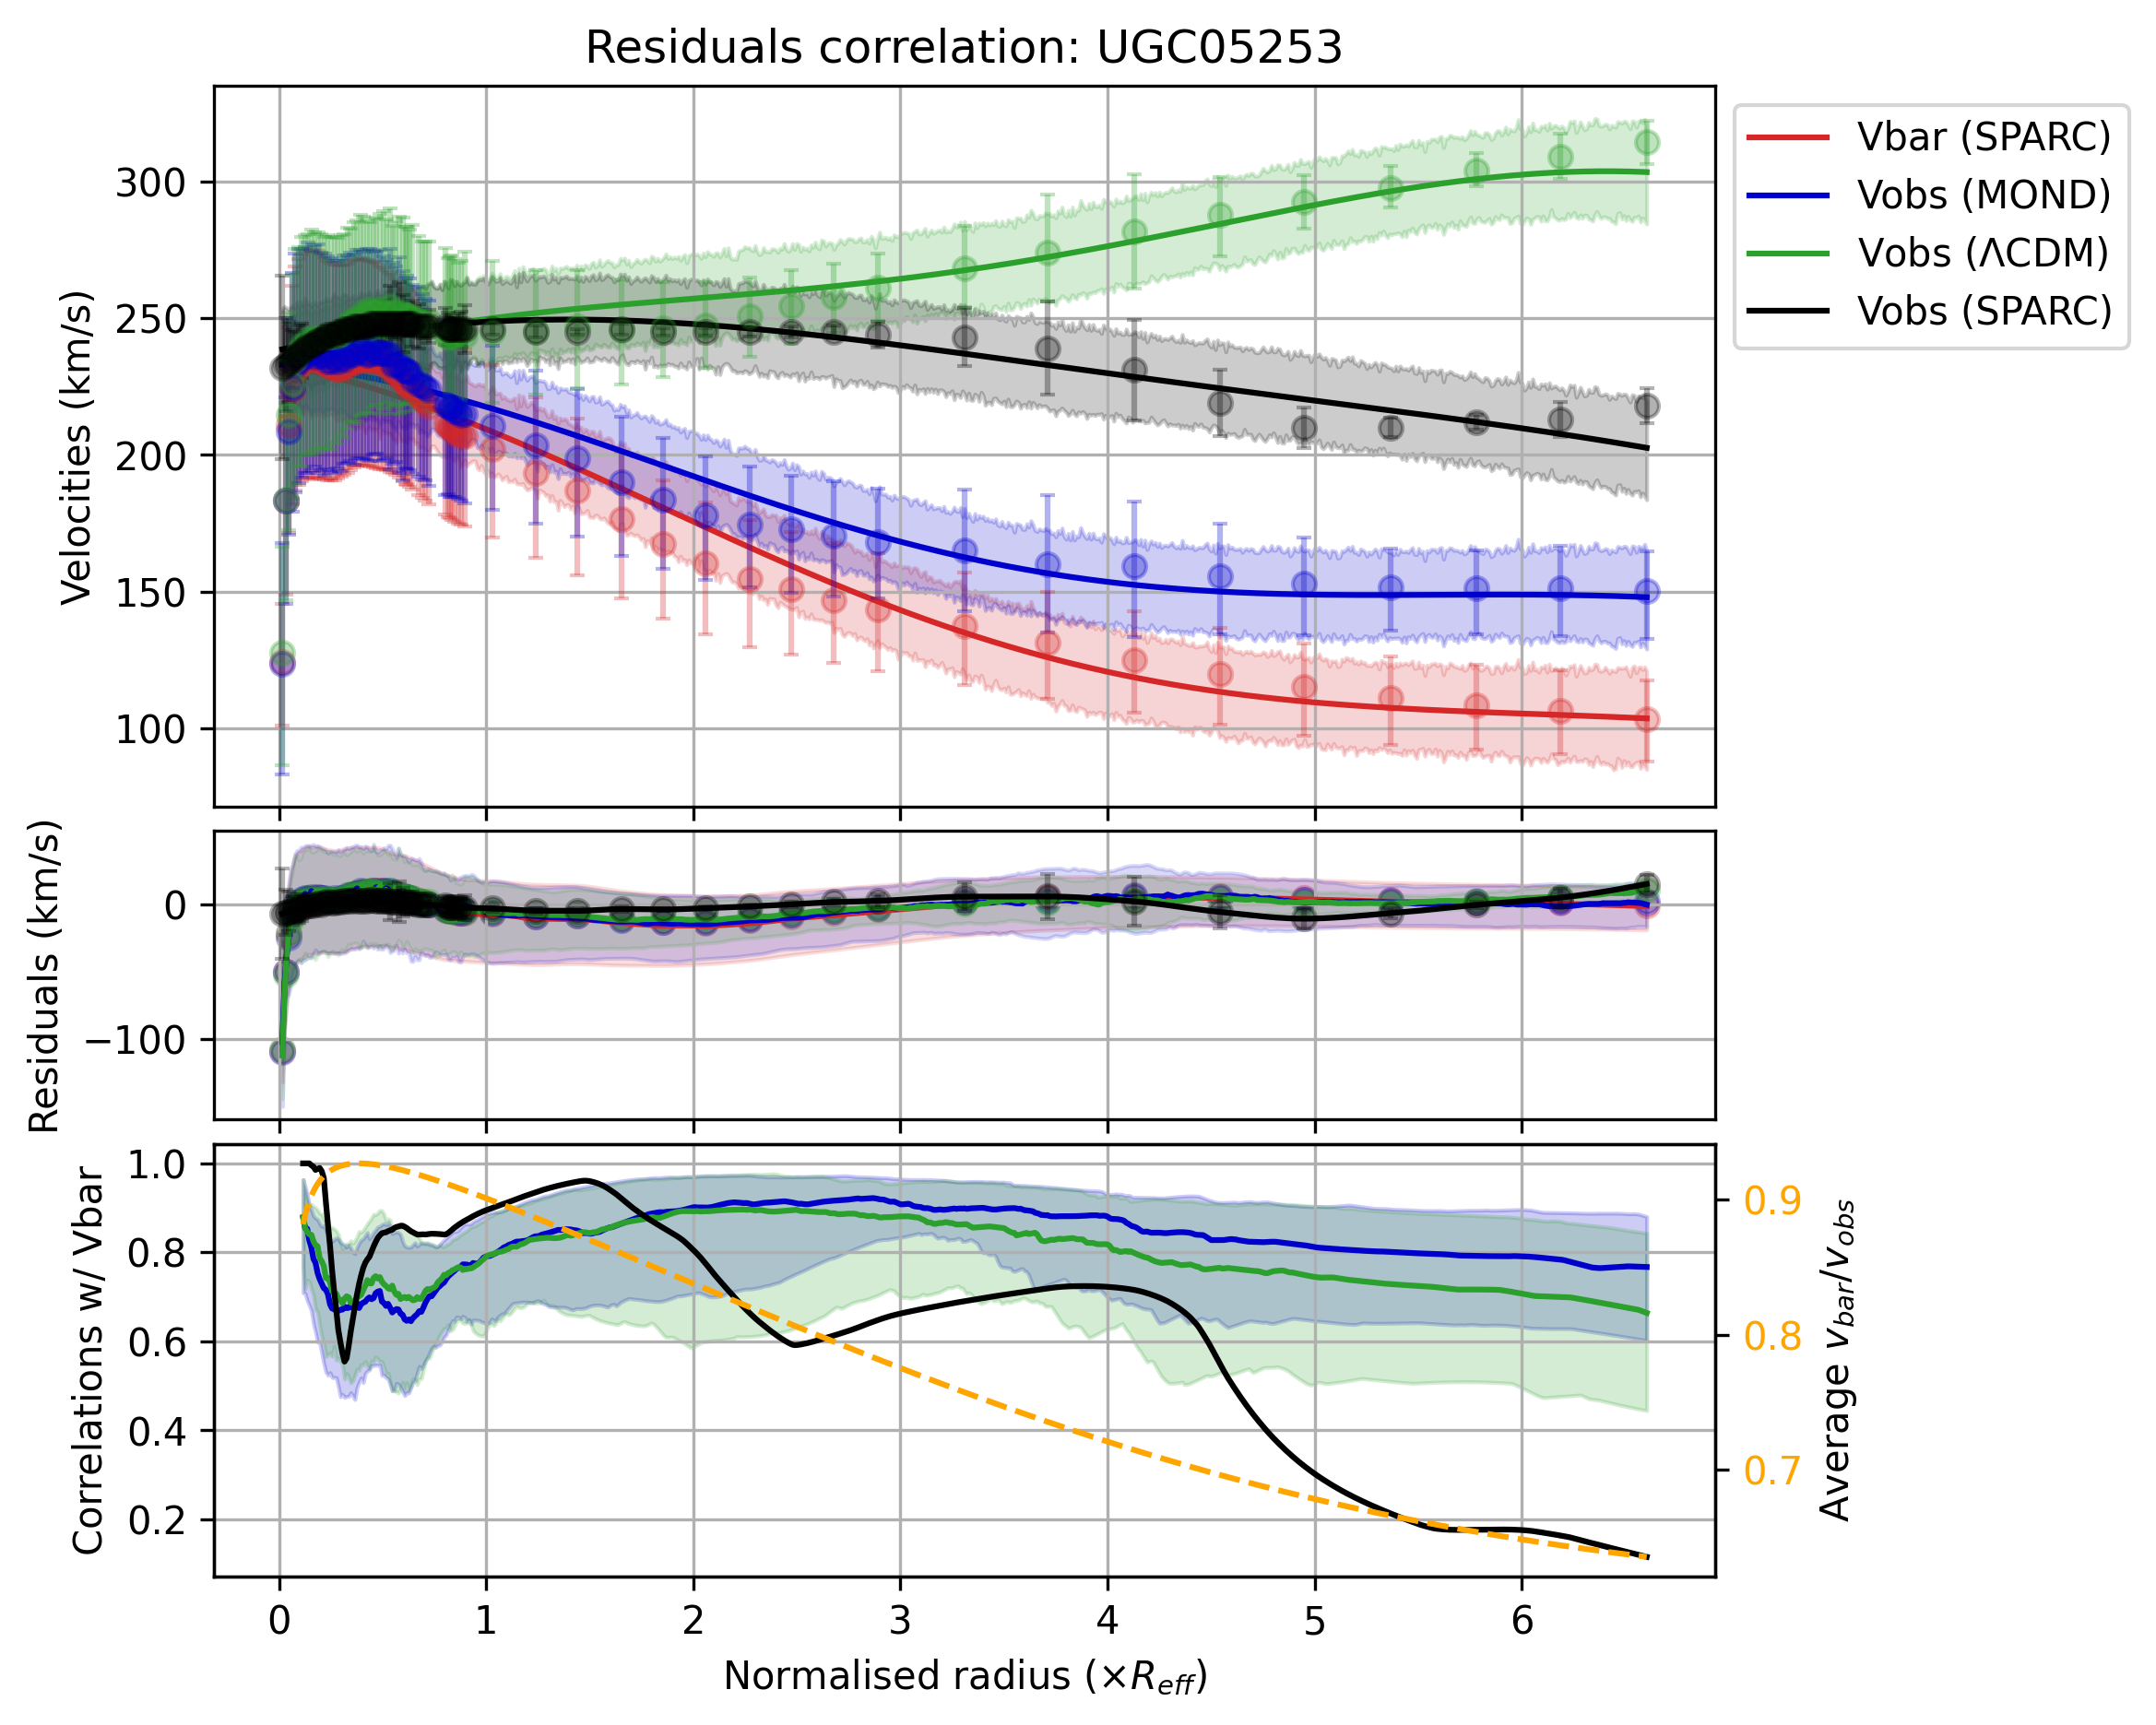 Residuals correlation: UGC05253
Vbar (SPARC)
Vobs (MOND)
Vobs (ΛCDM)
Vobs (SPARC)
Velocities (km/s)
300
250
200
150
100
Residuals (km/s)
0
−100
Correlations w/ Vbar
1.0
0.8
0.6
0.4
0.2
0.9
0.8
0.7
Average v_bar/v_obs
0 1 2 3 4 5 6
Normalised radius (×R_eff)